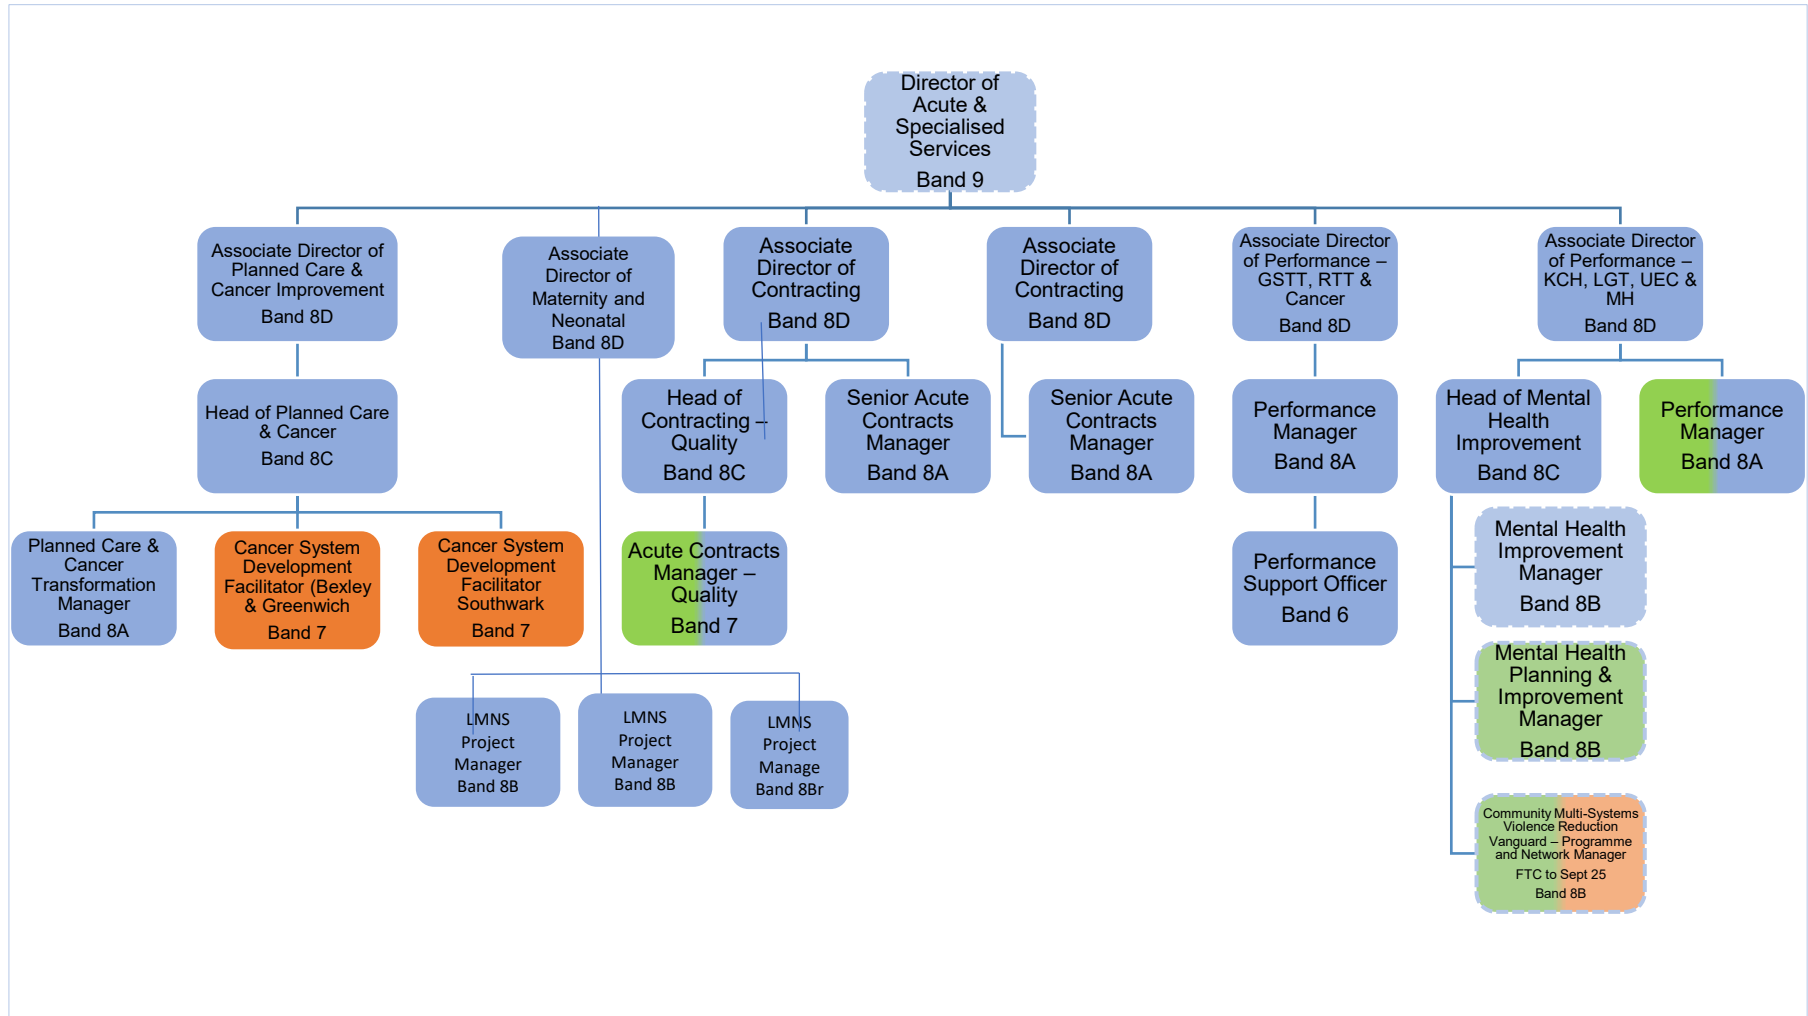 Director of
Acute &
Specialised
Services
Band 9
Associate Director of
Planned Care &
Cancer Improvement
Band 8D
Associate
Director of
Maternity and
Neonatal
Band 8D
Associate
Director of
Contracting
Band 8D
Associate
Director of
Contracting
Band 8D
Associate Director
of Performance –
GSTT, RTT &
Cancer
Band 8D
Associate Director
of Performance –
KCH, LGT, UEC &
MH
Band 8D
Head of Planned Care
& Cancer
Band 8C
Head of
Contracting –
Quality
Band 8C
Senior Acute
Contracts
Manager
Band 8A
Senior Acute
Contracts
Manager
Band 8A
Performance
Manager
Band 8A
Head of Mental
Health
Improvement
Band 8C
Performance
Manager
Band 8A
Planned Care &
Cancer
Transformation
Manager
Band 8A
Cancer System
Development
Facilitator (Bexley
& Greenwich
Band 7
Cancer System
Development
Facilitator
Southwark
Band 7
Acute Contracts
Manager –
Quality
Band 7
Performance
Support Officer
Band 6
Mental Health
Improvement
Manager
Band 8B
Mental Health
Planning &
Improvement
Manager
Band 8B
LMNS
Project
Manager
Band 8B
LMNS
Project
Manager
Band 8B
LMNS
Project
Manage
Band 8Br
Community Multi-Systems
Violence Reduction
Vanguard – Programme
and Network Manager
FTC to Sept 25
Band 8B